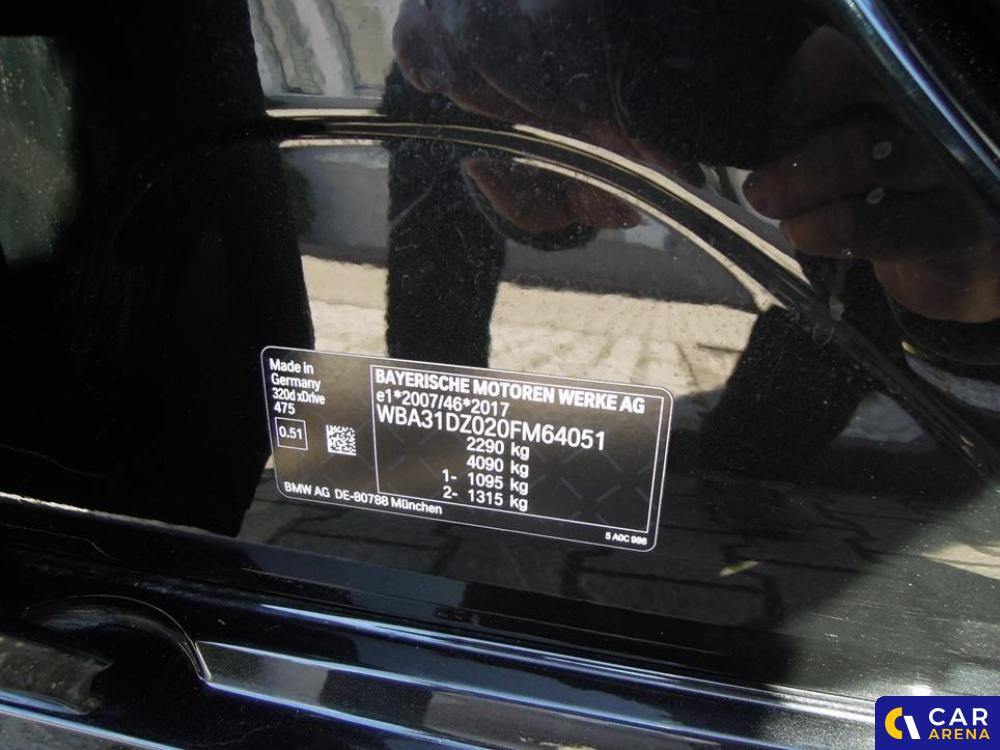 Made in
Germany
320d xDrive
475
0.51
BAYERISCHE MOTOREN WERKE AG
e1*2007/46*2017
WBA31DZ020FM64051
2290 kg
4090 kg
1- 1095 kg
2- 1315 kg
BMW AG DE-80788 München
5 A0C 986
CAR
ARENA